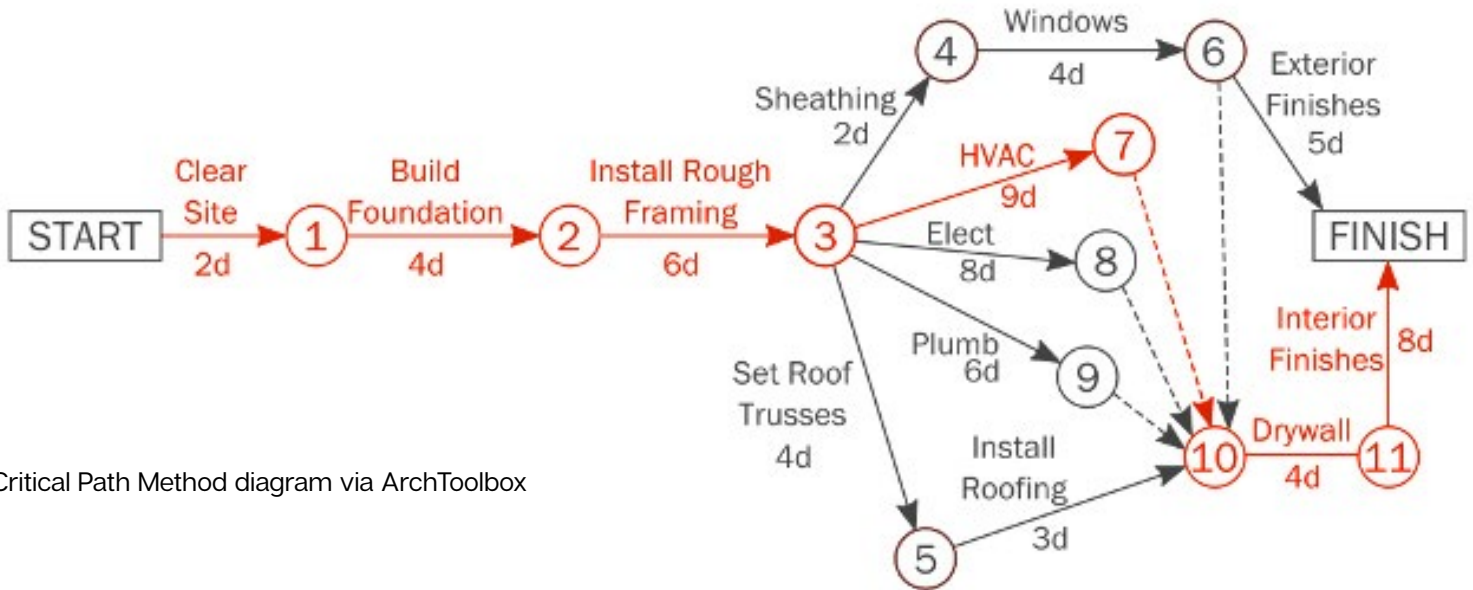 START
Clear
Site
2d
1
Build
Foundation
4d
2
Install Rough
Framing
6d
3
Sheathing
2d
4
Windows
4d
6
Exterior
Finishes
5d
FINISH
HVAC
9d
7
Elect
8d
8
Plumb
6d
9
Set Roof
Trusses
4d
5
Install
Roofing
3d
10
Drywall
4d
11
Interior
Finishes
8d
Critical Path Method diagram via ArchToolbox